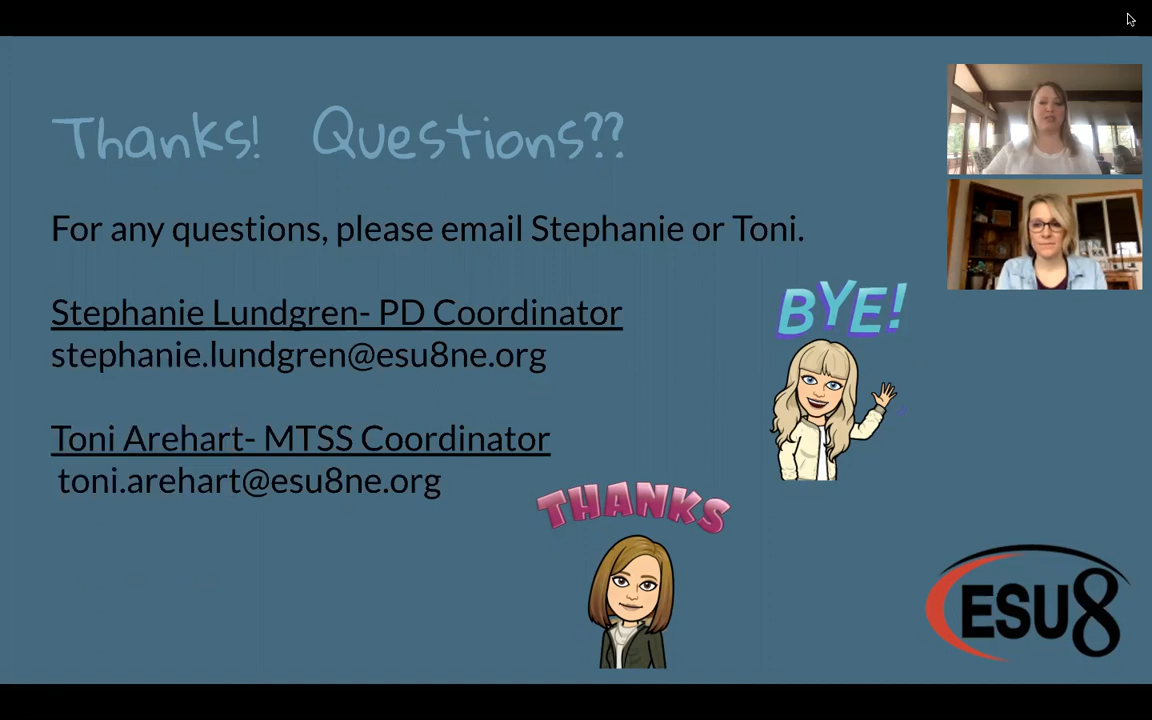 Thanks! Questions??
For any questions, please email Stephanie or Toni.
Stephanie Lundgren- PD Coordinator
stephanie.lundgren@esu8ne.org
Toni Arehart- MTSS Coordinator
toni.arehart@esu8ne.org
BYE!
THANKS
ESU8